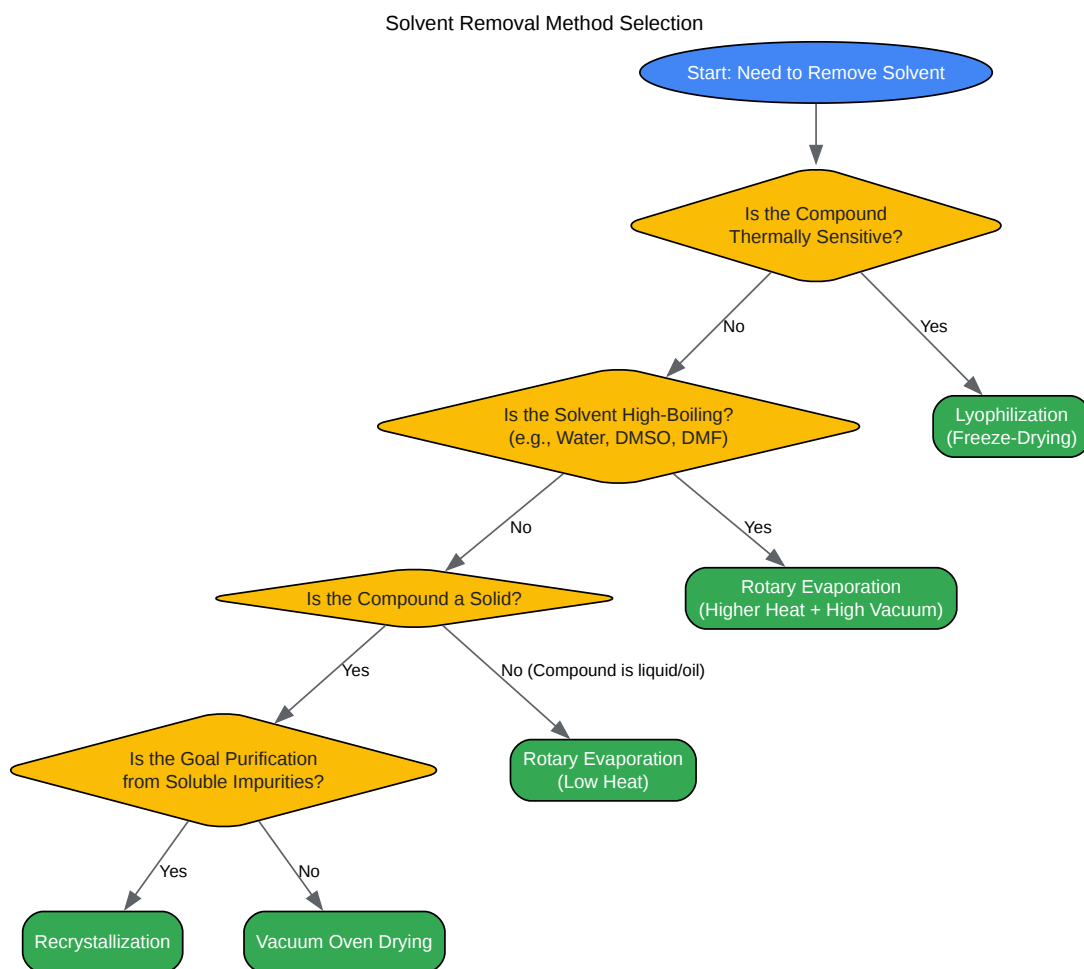 Solvent Removal Method Selection
Start: Need to Remove Solvent
Is the Compound
Thermally Sensitive?
No
Yes
Is the Solvent High-Boiling?
(e.g., Water, DMSO, DMF)
Lyophilization
(Freeze-Drying)
No
Yes
Is the Compound a Solid?
Rotary Evaporation
(Higher Heat + High Vacuum)
Yes
No (Compound is liquid/oil)
Is the Goal Purification
from Soluble Impurities?
Rotary Evaporation
(Low Heat)
Yes
No
Recrystallization
Vacuum Oven Drying